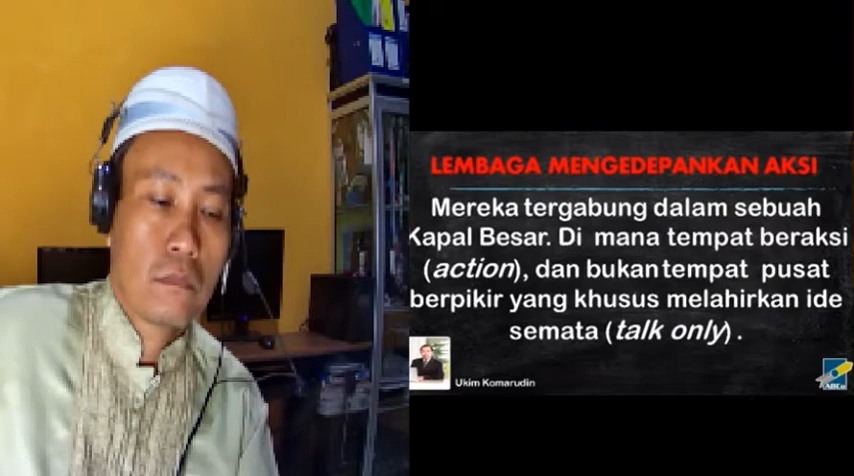 LEMBAGA MENGEDEPANKAN AKSI
Mereka tergabung dalam sebuah
Kapal Besar. Di mana tempat beraksi
(action), dan bukan tempat pusat
berpikir yang khusus melahirkan ide
semata (talk only).
Ukim Komarudin